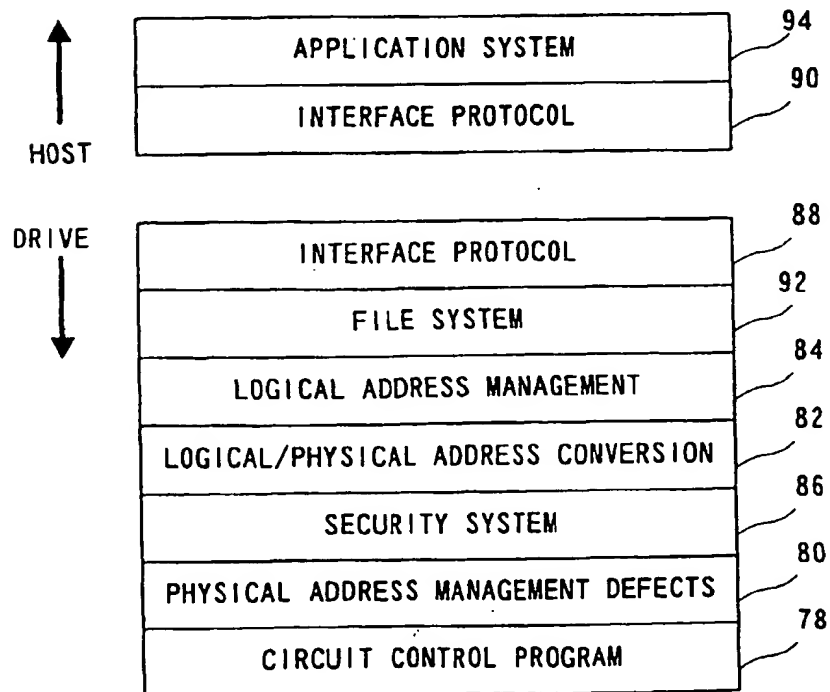 APPLICATION SYSTEM 94
INTERFACE PROTOCOL 90
HOST
DRIVE
INTERFACE PROTOCOL 88
FILE SYSTEM 92
LOGICAL ADDRESS MANAGEMENT 84
LOGICAL/PHYSICAL ADDRESS CONVERSION 82
SECURITY SYSTEM 86
PHYSICAL ADDRESS MANAGEMENT DEFECTS 80
CIRCUIT CONTROL PROGRAM 78